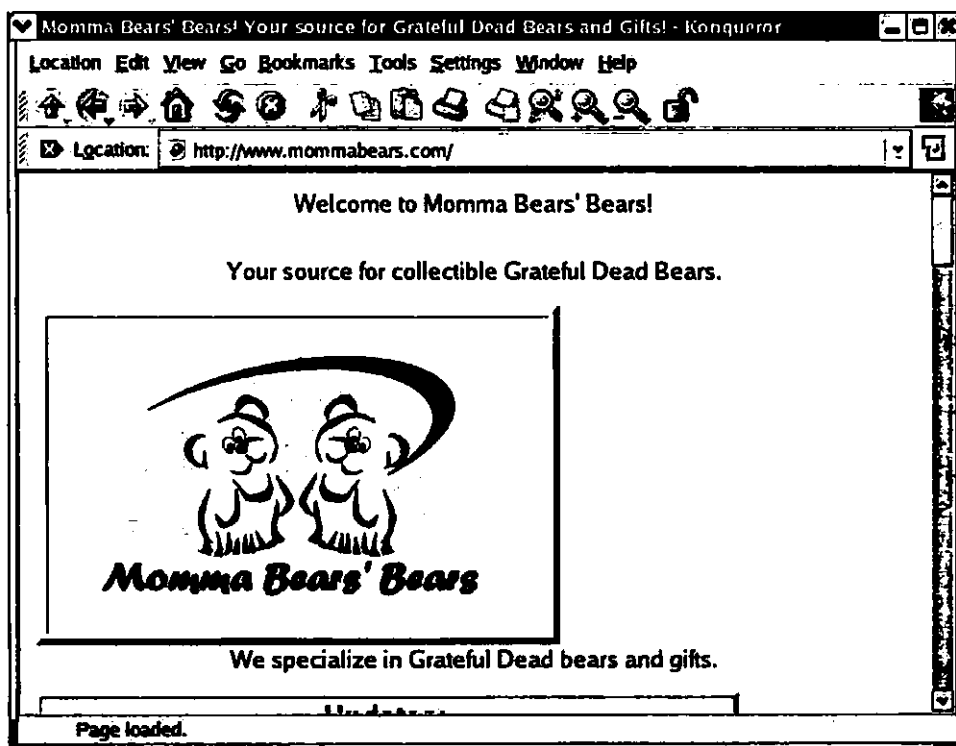 Momma Bears' Bears! Your source for Grateful Dead Bears and Gifts! - Konqueror
Location Edit View Go Bookmarks Tools Settings Window Help
Location: http://www.mommabears.com/
Welcome to Momma Bears' Bears!
Your source for collectible Grateful Dead Bears.
Momma Bears' Bears
We specialize in Grateful Dead bears and gifts.
Page loaded.